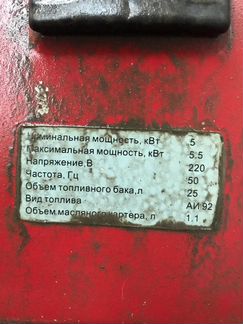 Номинальная мощность, кВт 5
Максимальная мощность, кВт 5.5
Напряжение,В 220
Частота, Гц 50
Объем топливного бака,л 25
Вид топлива АИ 92
Объем масляного картера, л 1.1